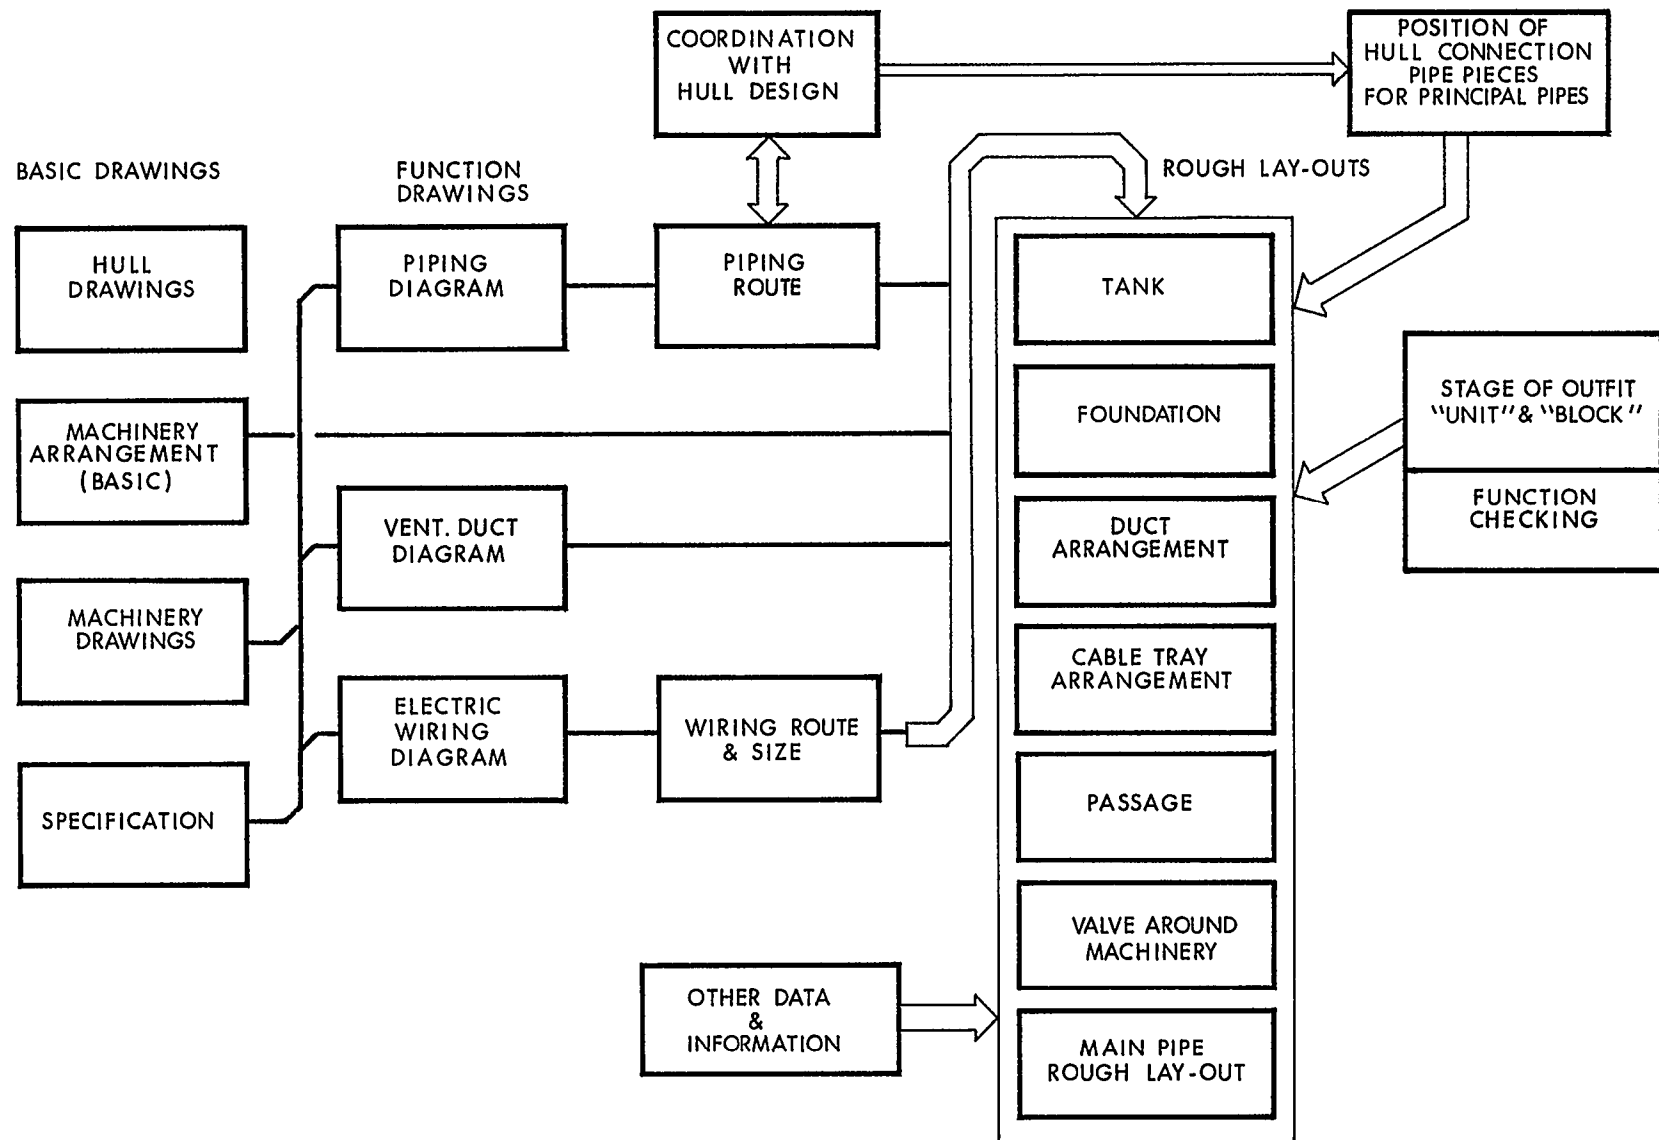 COORDINATION
WITH
HULL DESIGN
POSITION OF
HULL CONNECTION
PIPE PIECES
FOR PRINCIPAL PIPES
BASIC DRAWINGS
FUNCTION
DRAWINGS
ROUGH LAY-OUTS
HULL
DRAWINGS
PIPING
DIAGRAM
PIPING
ROUTE
TANK
MACHINERY
ARRANGEMENT
(BASIC)
FOUNDATION
STAGE OF OUTFIT
"UNIT" & "BLOCK"
FUNCTION
CHECKING
VENT. DUCT
DIAGRAM
DUCT
ARRANGEMENT
MACHINERY
DRAWINGS
CABLE TRAY
ARRANGEMENT
ELECTRIC
WIRING
DIAGRAM
WIRING ROUTE
& SIZE
SPECIFICATION
PASSAGE
VALVE AROUND
MACHINERY
OTHER DATA
&
INFORMATION
MAIN PIPE
ROUGH LAY-OUT